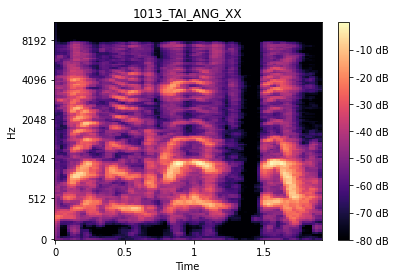 1013_TAI_ANG_XX
8192
4096
2048
1024
512
0
Hz
0
0.5
1
1.5
Time
-10 dB
-20 dB
-30 dB
-40 dB
-50 dB
-60 dB
-70 dB
-80 dB